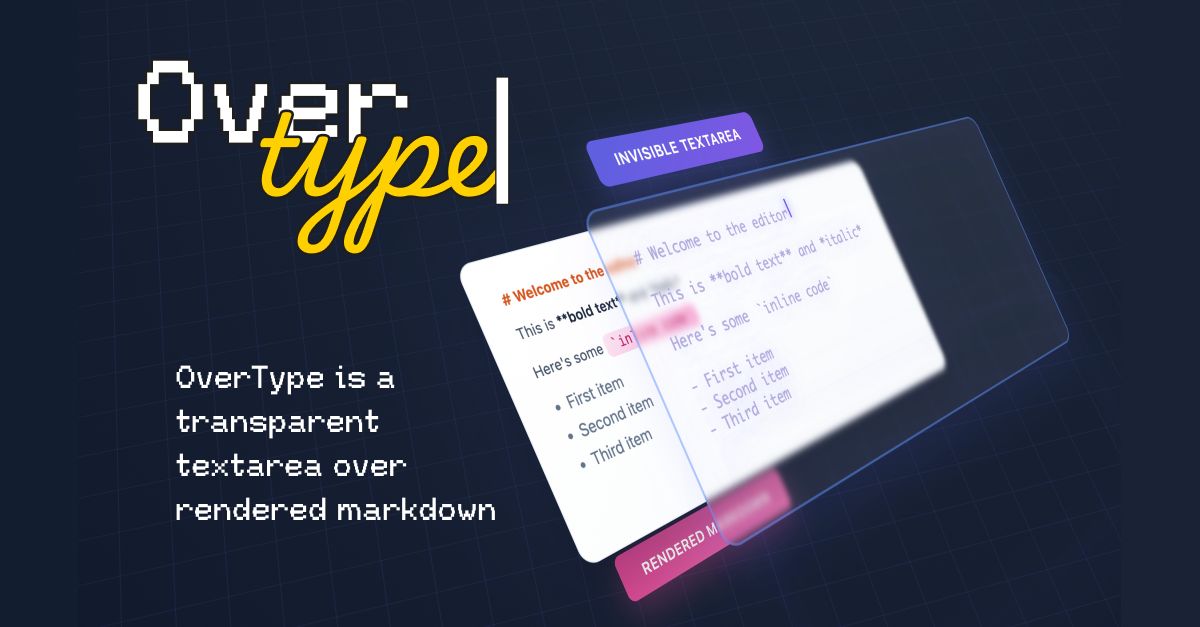 Over
type
OverType is a
transparent
textarea over
rendered markdown
INVISIBLE TEXTAREA
# Welcome to the editor
This is **bold text** and *italic*
Here's some `inline code`
- First item
- Second item
- Third item
# Welcome to the
This is **bold text*
Here's some `in
• First item
• Second item
• Third item
RENDERED